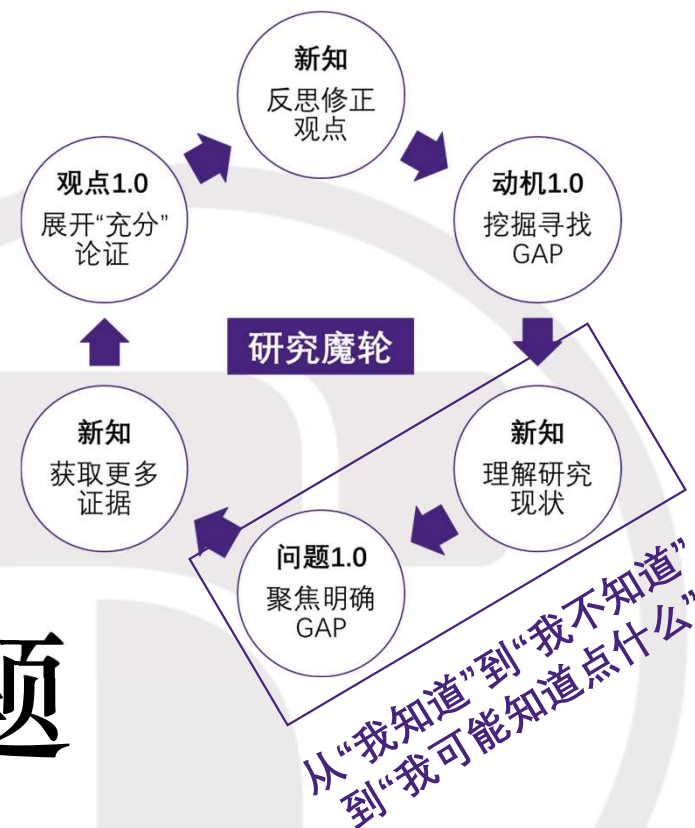 新知
反思修正
观点
观点1.0
展开“充分”
论证
动机1.0
挖掘寻找
GAP
研究魔轮
新知
获取更多
证据
新知
理解研究
现状
问题1.0
聚焦明确
GAP
从“我知道”到“我不知道”
到“我可能知道点什么”
题